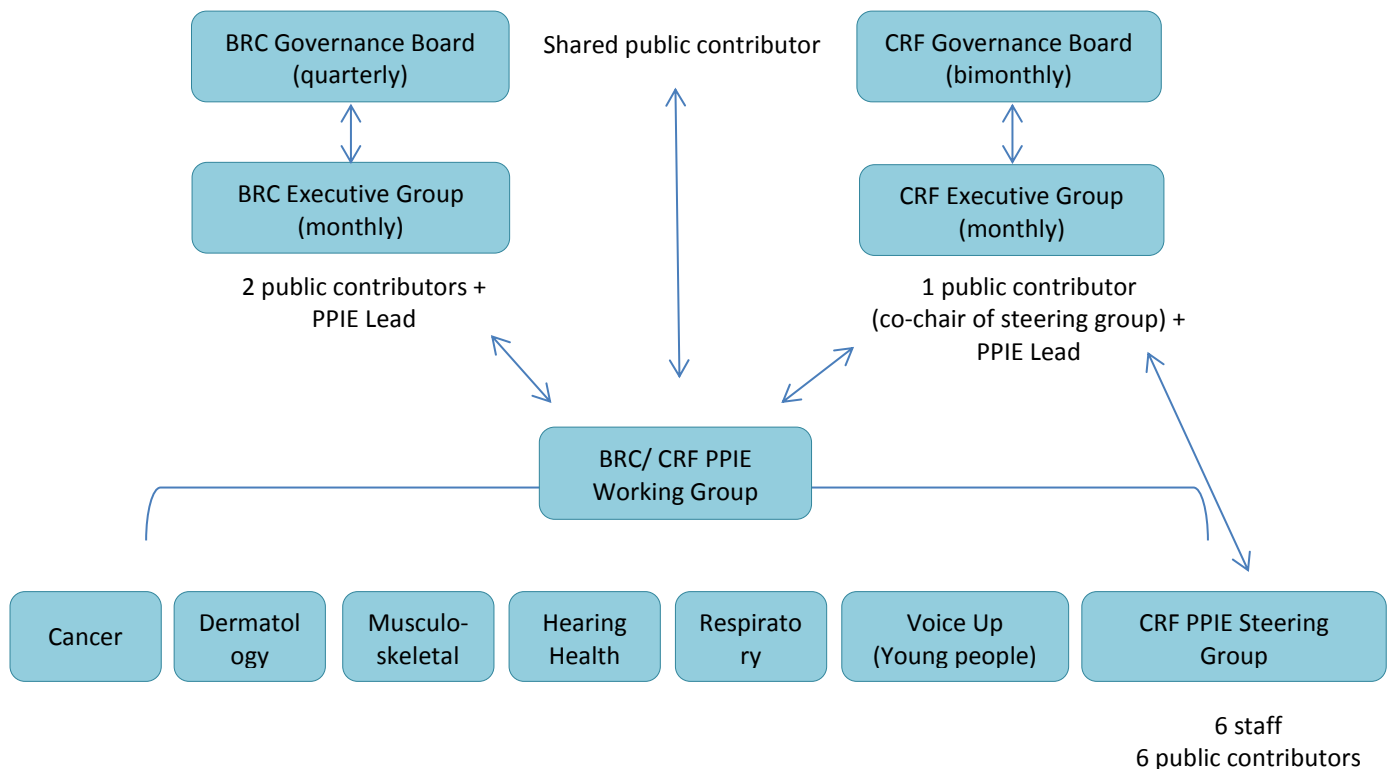 BRC Governance Board
(quarterly)
Shared public contributor
CRF Governance Board
(bimonthly)
BRC Executive Group
(monthly)
CRF Executive Group
(monthly)
2 public contributors +
PPIE Lead
1 public contributor
(co-chair of steering group) +
PPIE Lead
BRC/ CRF PPIE
Working Group
Cancer
Dermatol
ogy
Musculo-
skeletal
Hearing
Health
Respirato
ry
Voice Up
(Young people)
CRF PPIE Steering
Group
6 staff
6 public contributors